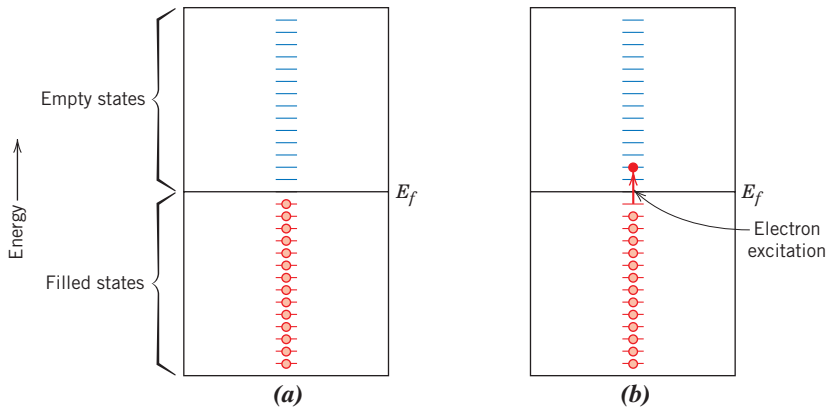 Empty states
Energy
Filled states
E_f
(a)
E_f
Electron
excitation
(b)